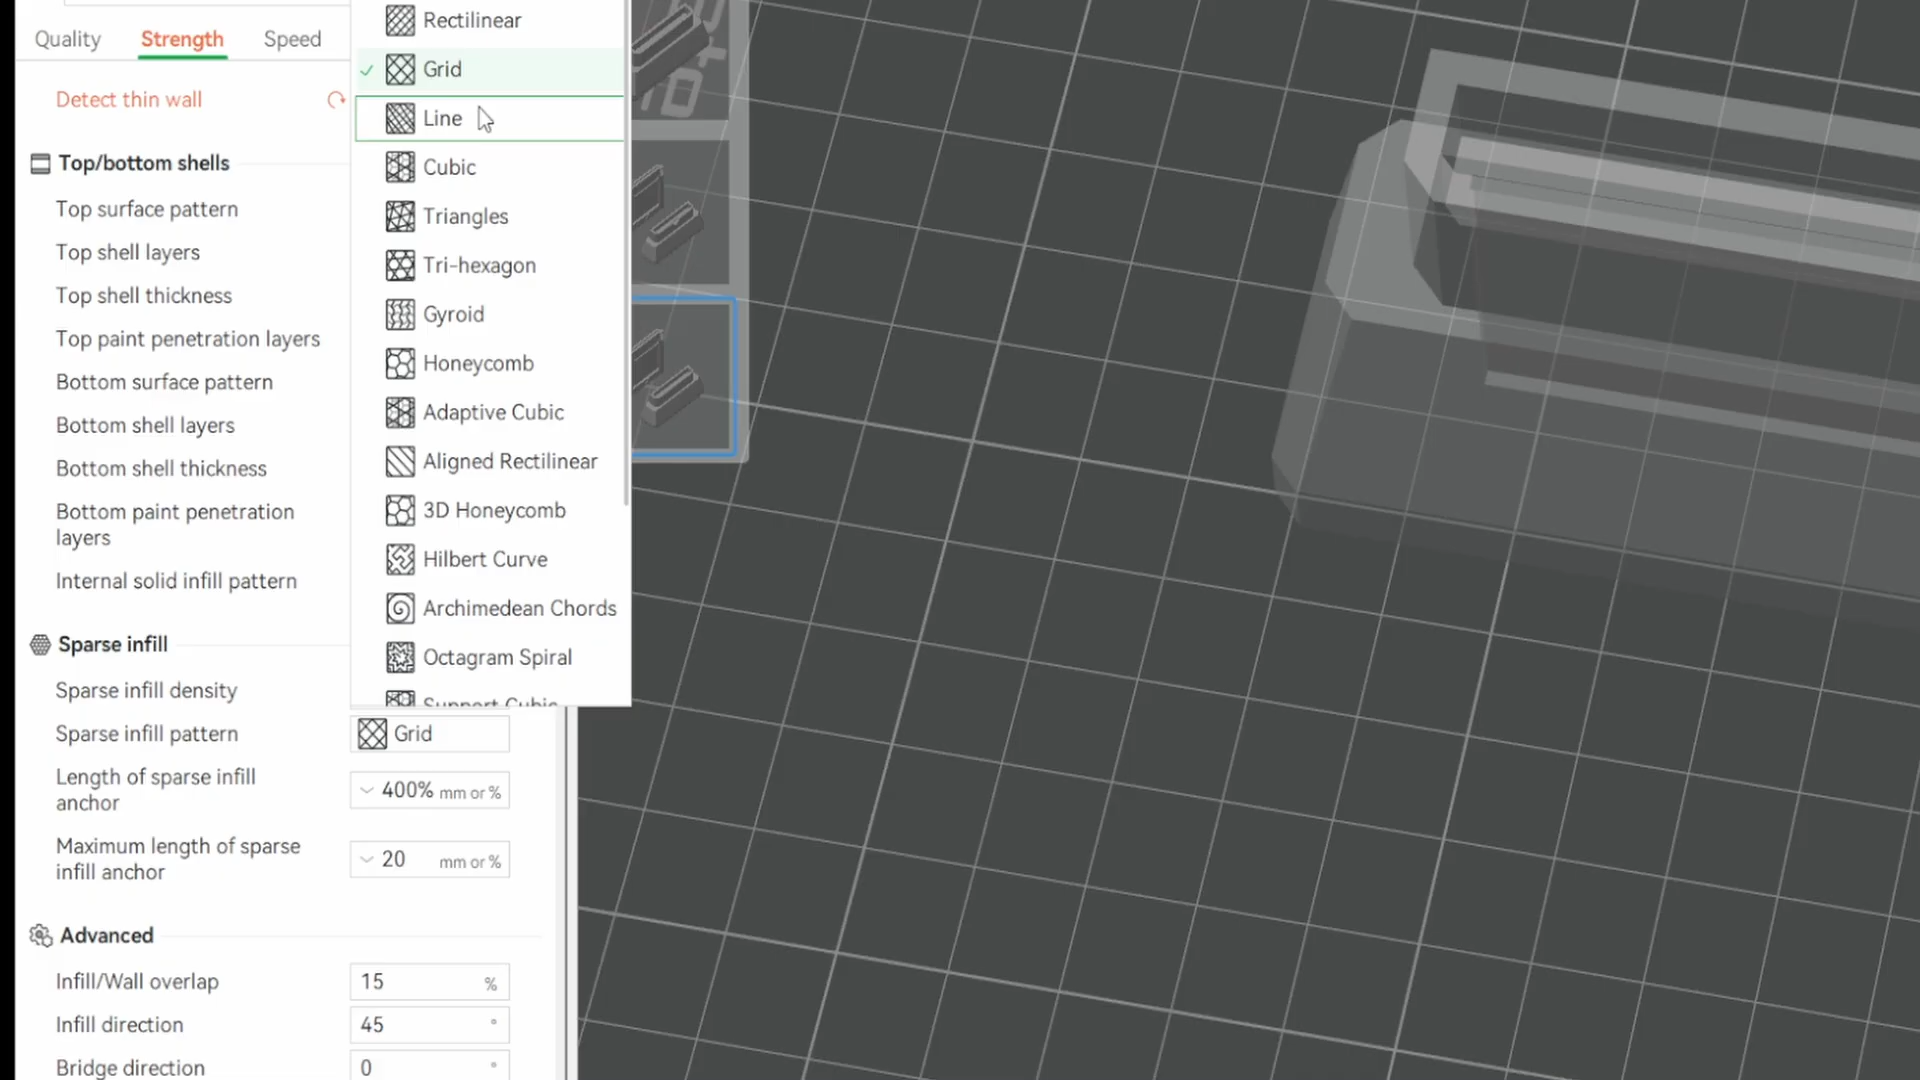 Quality
Strength
Speed
Detect thin wall
Top/bottom shells
Top surface pattern
Top shell layers
Top shell thickness
Top paint penetration layers
Bottom surface pattern
Bottom shell layers
Bottom shell thickness
Bottom paint penetration
layers
Internal solid infill pattern
Sparse infill
Sparse infill density
Sparse infill pattern
Grid
Length of sparse infill
anchor
400% mm or %
Maximum length of sparse
infill anchor
20 mm or %
Advanced
Infill/Wall overlap
15 %
Infill direction
45 °
Bridge direction
0 °
Rectilinear
Grid
Line
Cubic
Triangles
Tri-hexagon
Gyroid
Honeycomb
Adaptive Cubic
Aligned Rectilinear
3D Honeycomb
Hilbert Curve
Archimedean Chords
Octagram Spiral
Support Cubic